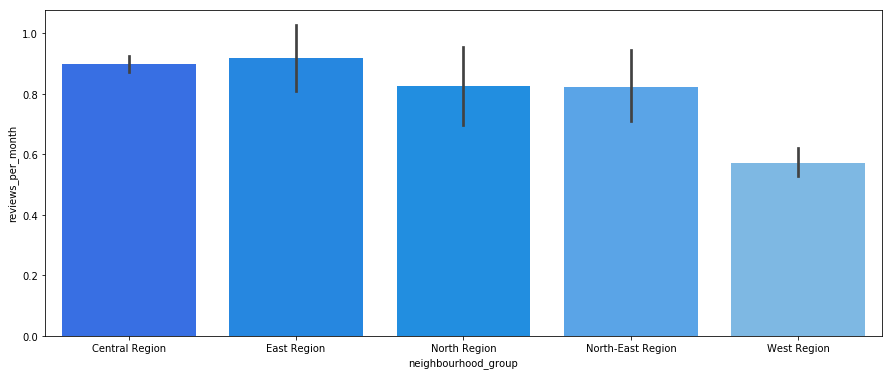 1.0
0.8
0.6
0.4
0.2
0.0
reviews_per_month
Central Region
East Region
North Region
North-East Region
West Region
neighbourhood_group